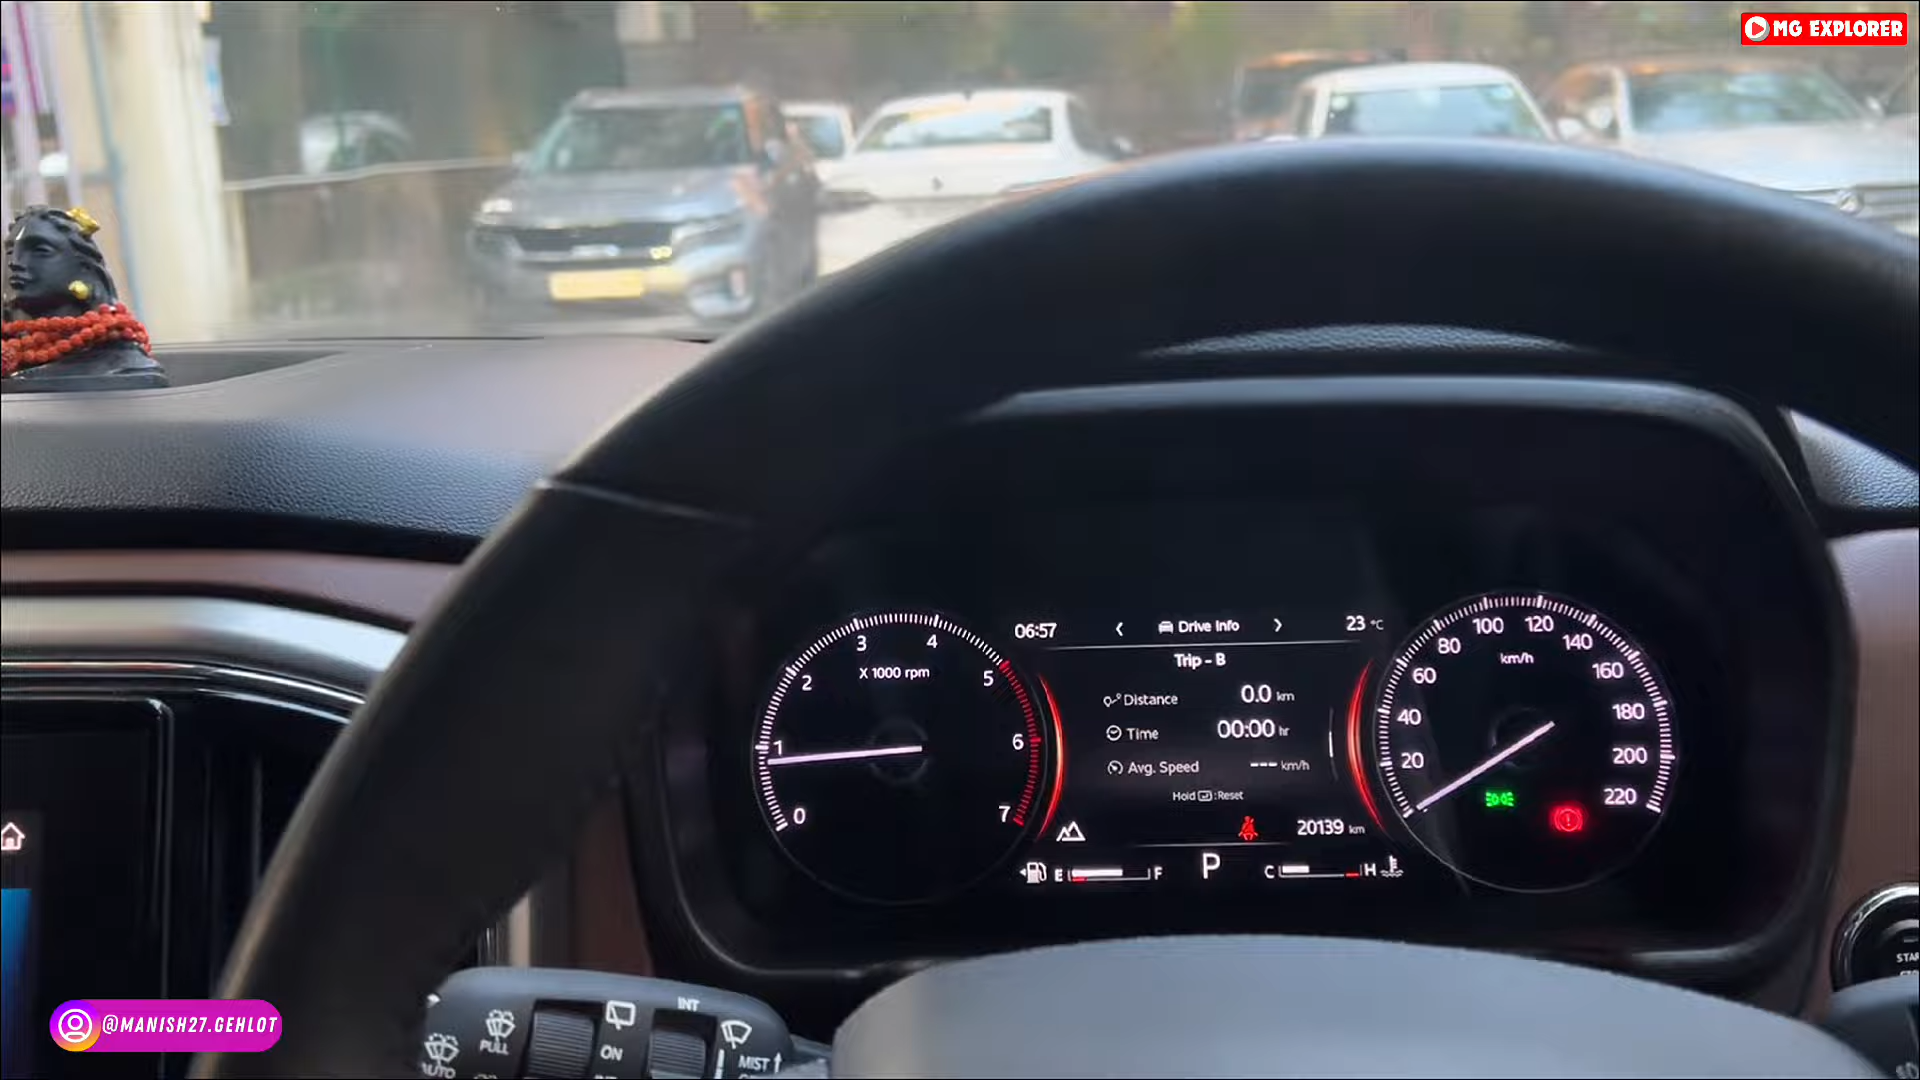 MG EXPLORER
06:57
Drive Info
23 °C
Trip - B
Distance 0.0 km
Time 00:00 hr
Avg. Speed --- km/h
Hold :Reset
20139 km
E F
P
C H
0 1 2 3 4 5 6 7
X 1000 rpm
20 40 60 80 100 120 140 160 180 200 220
km/h
START
INT
PULL
ON
MIST
AUTO
@MANISH27.GEHLOT